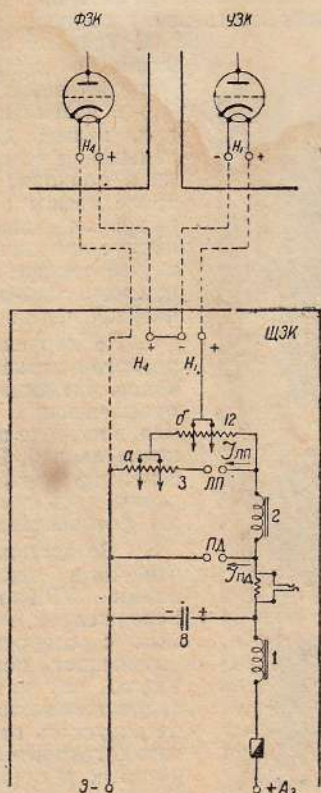 ФЗК УЗК
Н₄ + - Н₁ +
ЩЗК
+ - +
Н₄ Н₁
б 12
а
3 ЛП Jлп
2
ПД
Jпд
- +
8
1
Э- +А₃